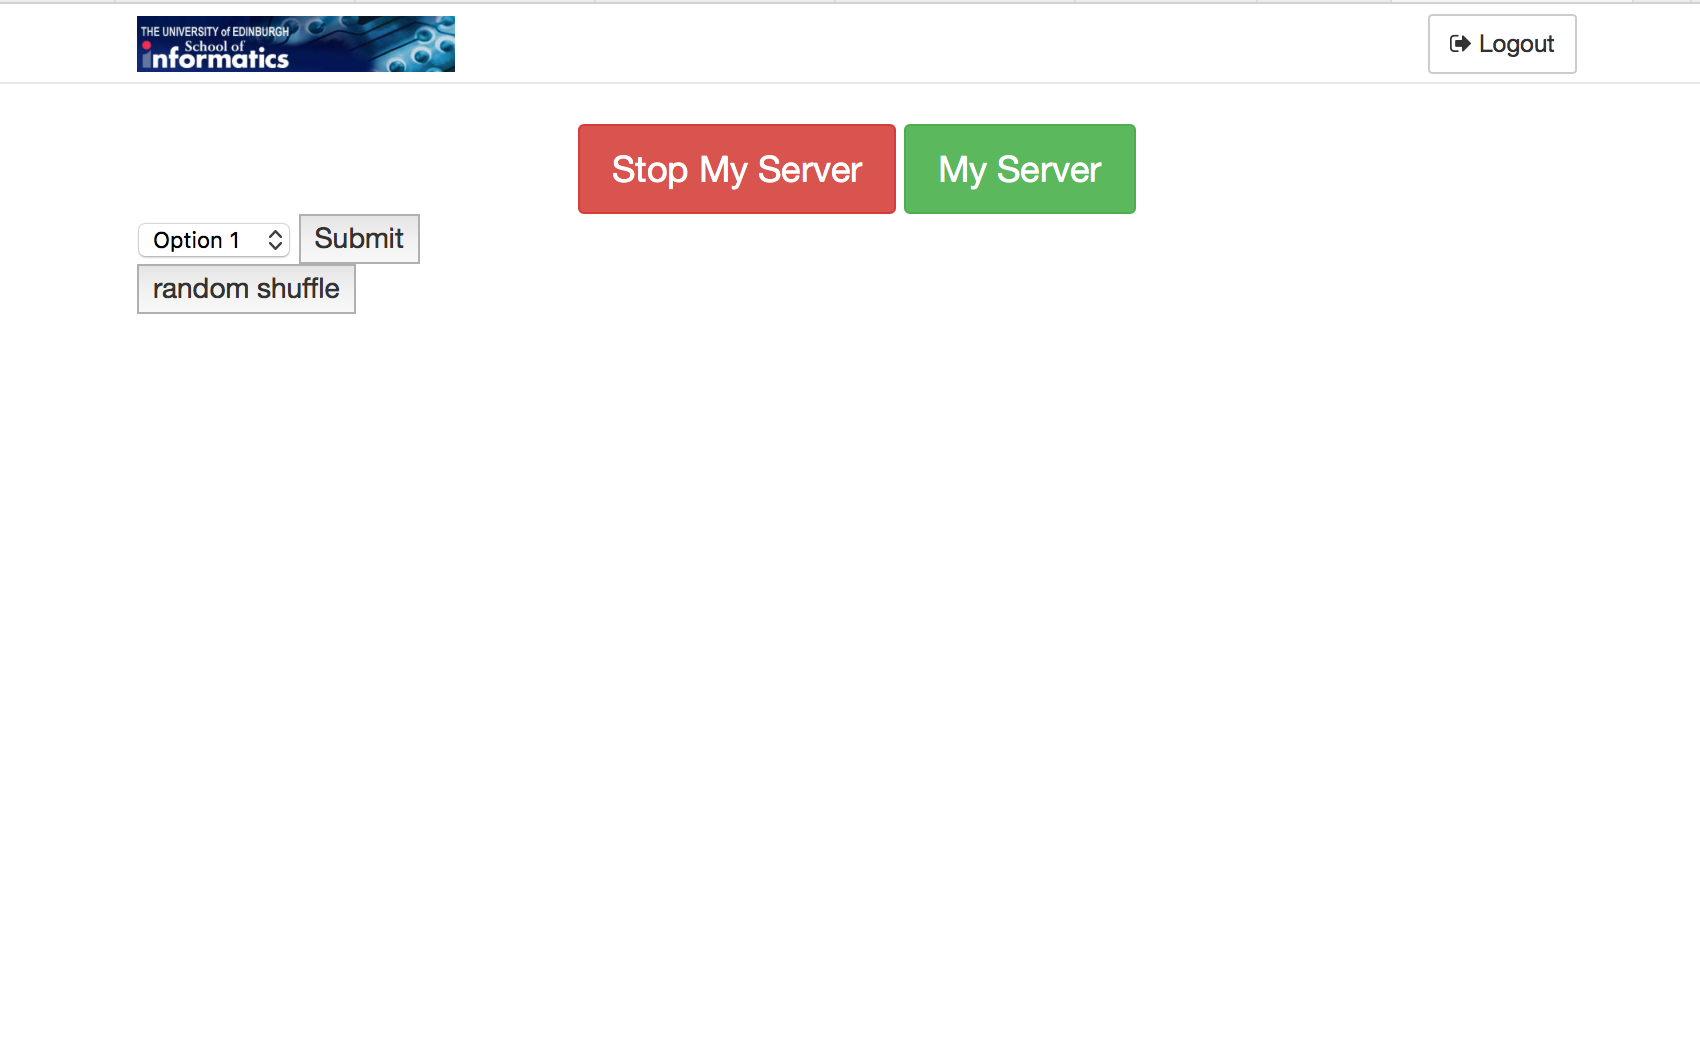 THE UNIVERSITY of EDINBURGH
School of
informatics
Logout
Stop My Server
My Server
Option 1
Submit
random shuffle